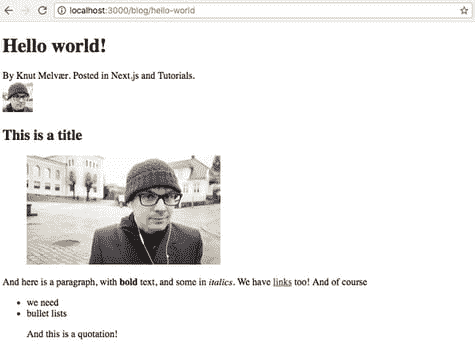 localhost:3000/blog/hello-world
Hello world!
By Knut Melvær. Posted in Next.js and Tutorials.
This is a title
And here is a paragraph, with bold text, and some in italics. We have links too! And of course
we need
bullet lists
And this is a quotation!